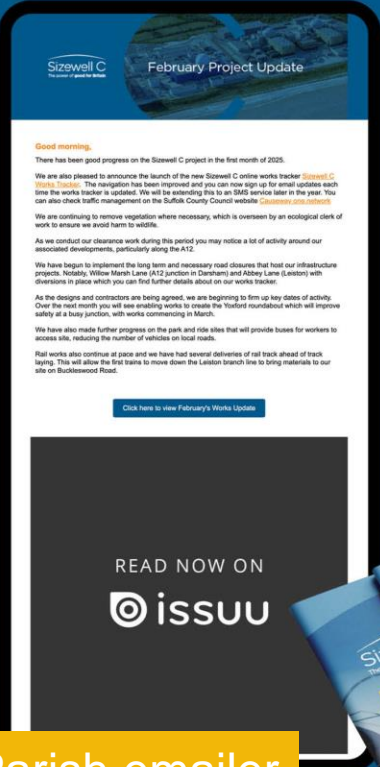 Sizewell C
The power of good for Britain
February Project Update
Good morning,
There has been good progress on the Sizewell C project in the first month of 2025.
We are also pleased to announce the launch of the new Sizewell C online works tracker Sizewell C
Works Tracker. The navigation has been improved and you can now sign up for email updates each
time the works tracker is updated. We will be extending this to an SMS service later in the year. You
can also check traffic management on the Suffolk County Council website Causeway one.network
We are continuing to remove vegetation where necessary, which is overseen by an ecological clerk of
work to ensure we avoid harm to wildlife.
As we conduct our clearance work during this period you may notice a lot of activity around our
associated developments, particularly along the A12.
We have begun to implement the long term and necessary road closures that host our infrastructure
projects. Notably, Willow Marsh Lane (A12 junction in Darsham) and Abbey Lane (Leiston) with
diversions in place which you can find further details about on our works tracker.
As the designs and contractors are being agreed, we are beginning to firm up key dates of activity.
Over the next month you will see enabling works to create the Yoxford roundabout which will improve
safety at a busy junction, with works commencing in March.
We have also made further progress on the park and ride sites that will provide buses for workers to
access site, reducing the number of vehicles on local roads.
Rail works also continue at pace and we have had several deliveries of rail track ahead of track
laying. This will allow the first trains to move down the Leiston branch line to bring materials to our
site on Buckleswood Road.
Click here to view February's Works Update
READ NOW ON
issuu
Parish emailer